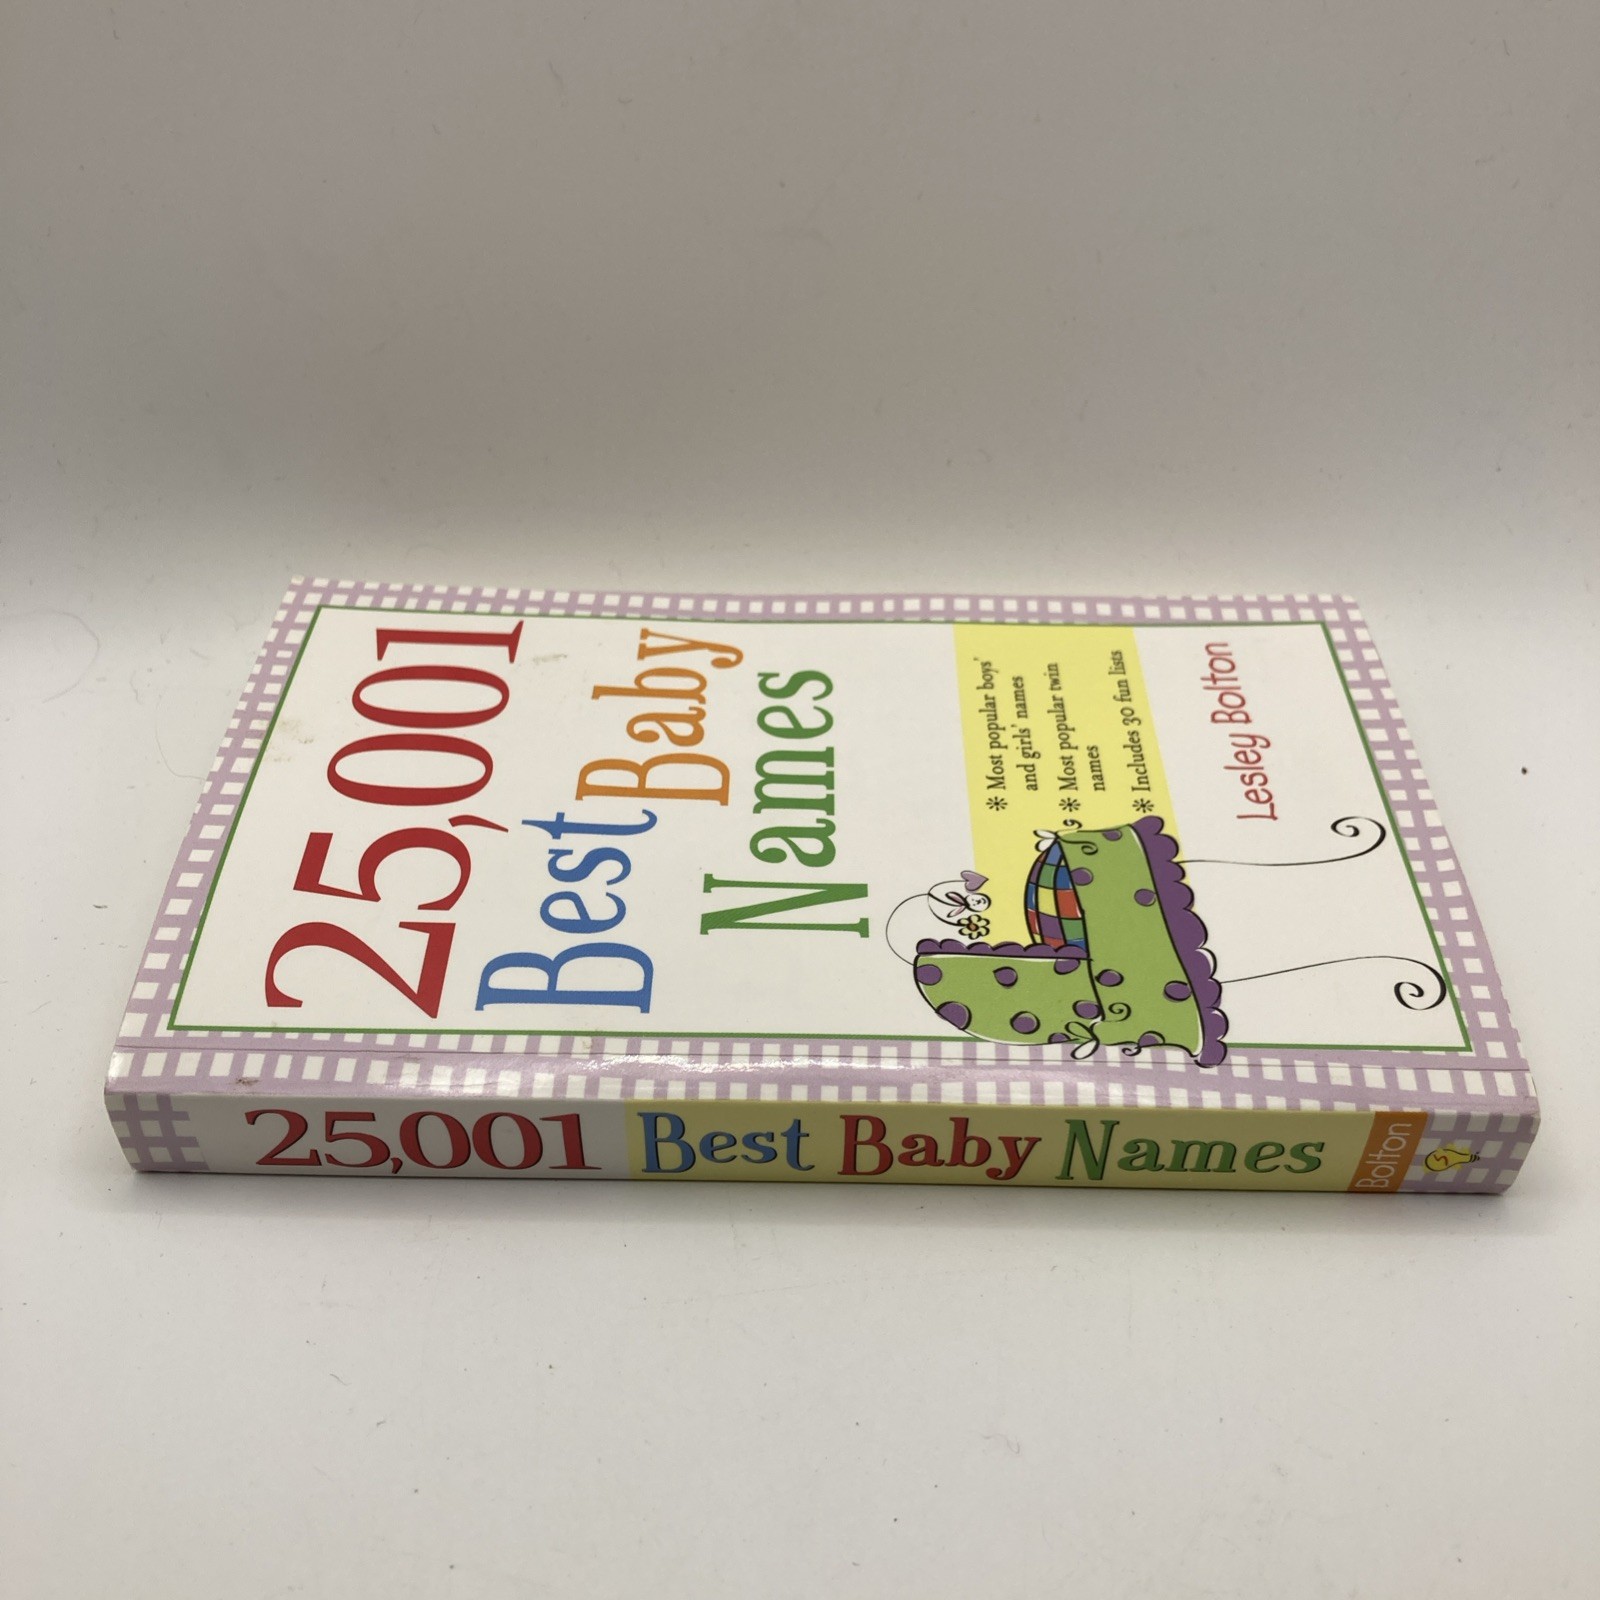 25,001
Best Baby
Names
* Most popular boys'
and girls' names
* Most popular twin
names
* Includes 30 fun lists
Lesley Bolton
25,001 Best Baby Names Bolton